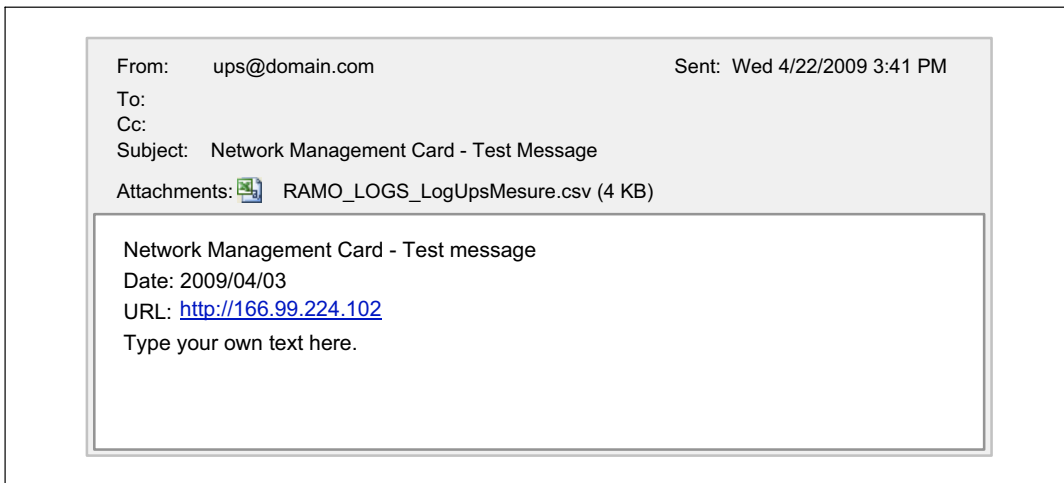 From: ups@domain.com Sent: Wed 4/22/2009 3:41 PM
To:
Cc:
Subject: Network Management Card - Test Message
Attachments: RAMO_LOGS_LogUpsMesure.csv (4 KB)
Network Management Card - Test message
Date: 2009/04/03
URL: http://166.99.224.102
Type your own text here.